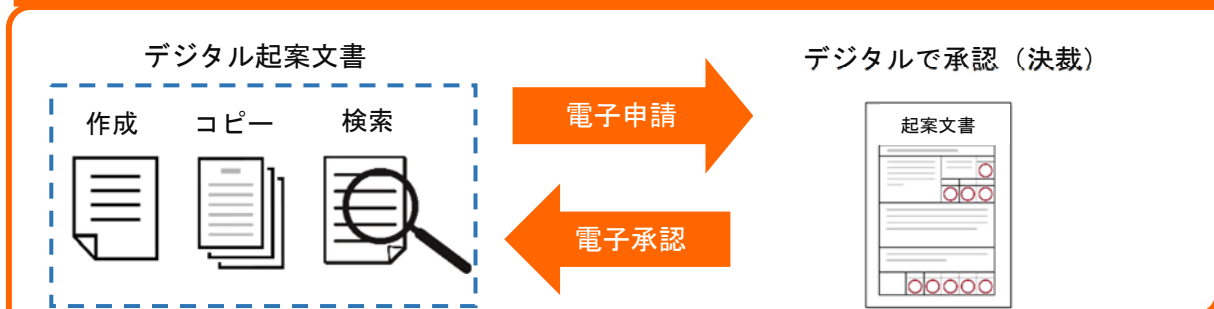 デジタル起案文書
作成
コピー
検索
電子申請
電子承認
デジタルで承認（決裁）
起案文書